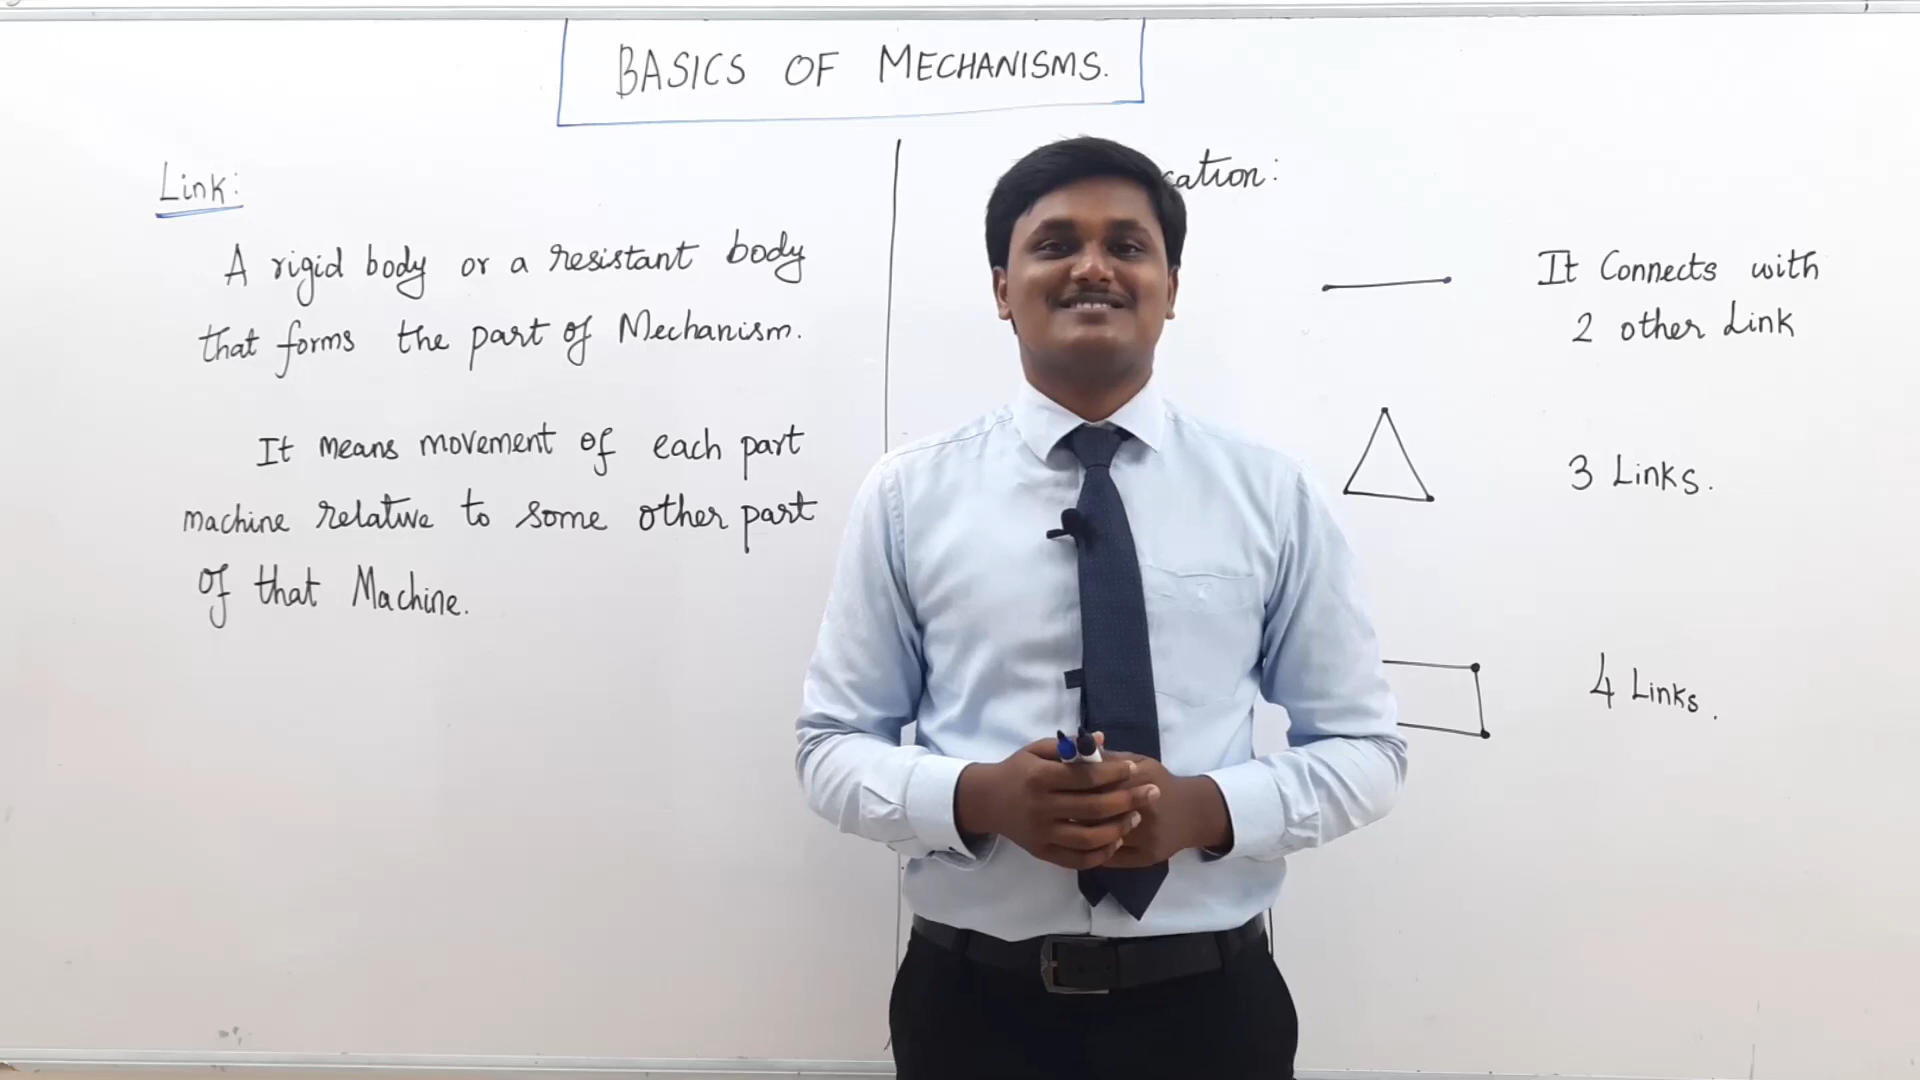 BASICS OF MECHANISMS.
Link:
A rigid body or a resistant body
that forms the part of Mechanism.
It means movement of each part
machine relative to some other part
of that Machine.
cation:
It Connects with
2 other Link
3 Links.
4 Links.